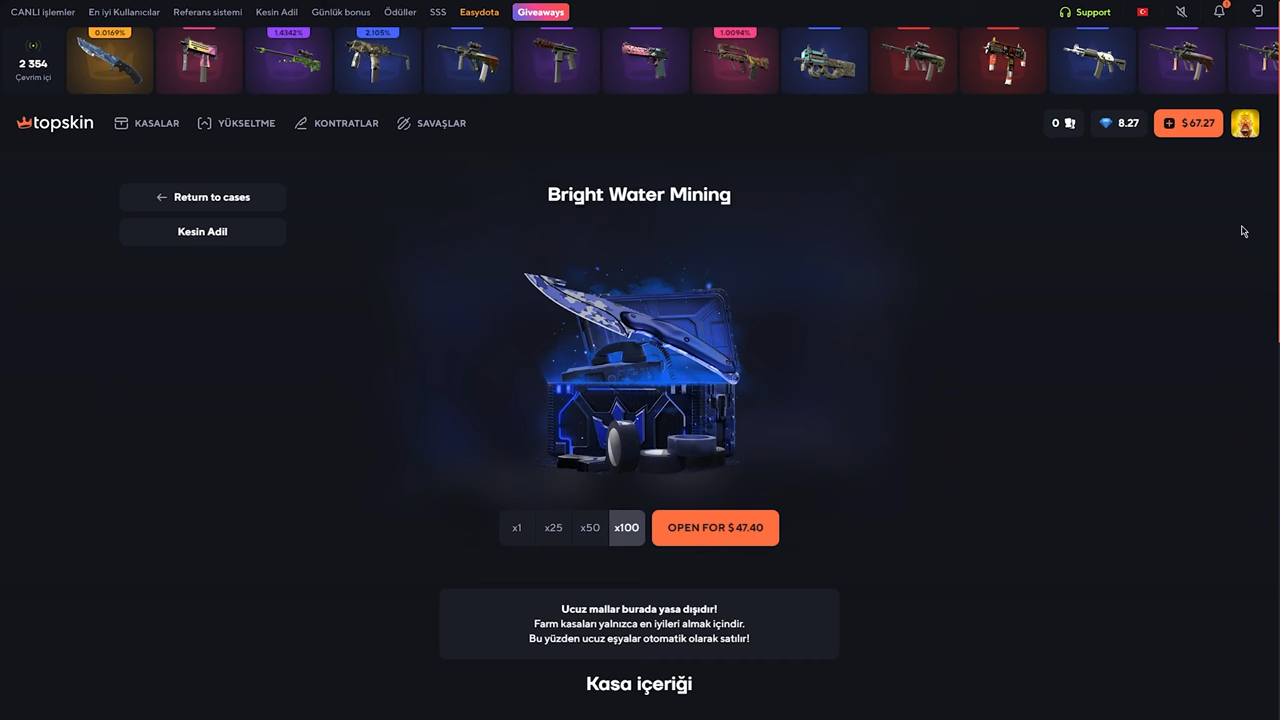 CANLI işlemler En iyi Kullanıcılar Referans sistemi Kesin Adil Günlük bonus Ödüller SSS Easydota Giveaways Support
0.0169% 1.4342% 2.105% 1.0094%
2 354
Çevrim içi
topskin KASALAR YÜKSELTME KONTRATLAR SAVAŞLAR 0 8.27 $ 67.27
← Return to cases
Bright Water Mining
Kesin Adil
x1 x25 x50 x100 OPEN FOR $ 47.40
Ucuz mallar burada yasa dışıdır!
Farm kasaları yalnızca en iyileri almak içindir.
Bu yüzden ucuz eşyalar otomatik olarak satılır!
Kasa içeriği